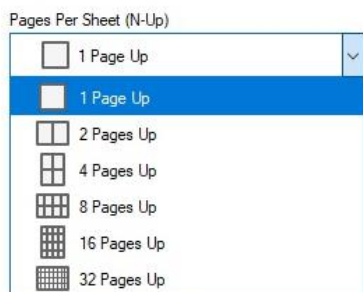 Pages Per Sheet (N-Up)
1 Page Up
1 Page Up
2 Pages Up
4 Pages Up
8 Pages Up
16 Pages Up
32 Pages Up